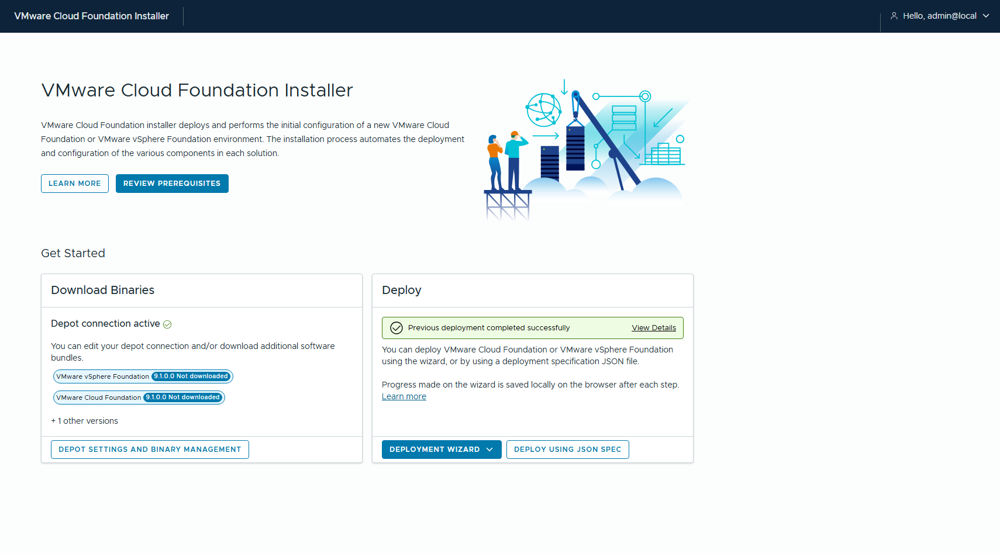 VMware Cloud Foundation Installer
Hello, admin@local
VMware Cloud Foundation Installer
VMware Cloud Foundation installer deploys and performs the initial configuration of a new VMware Cloud
Foundation or VMware vSphere Foundation environment. The installation process automates the deployment
and configuration of the various components in each solution.
LEARN MORE
REVIEW PREREQUISITES
Get Started
Download Binaries
Depot connection active
You can edit your depot connection and/or download additional software
bundles.
VMware vSphere Foundation 9.1.0.0 Not downloaded
VMware Cloud Foundation 9.1.0.0 Not downloaded
+ 1 other versions
DEPOT SETTINGS AND BINARY MANAGEMENT
Deploy
Previous deployment completed successfully
View Details
You can deploy VMware Cloud Foundation or VMware vSphere Foundation
using the wizard, or by using a deployment specification JSON file.
Progress made on the wizard is saved locally on the browser after each step.
Learn more
DEPLOYMENT WIZARD
DEPLOY USING JSON SPEC